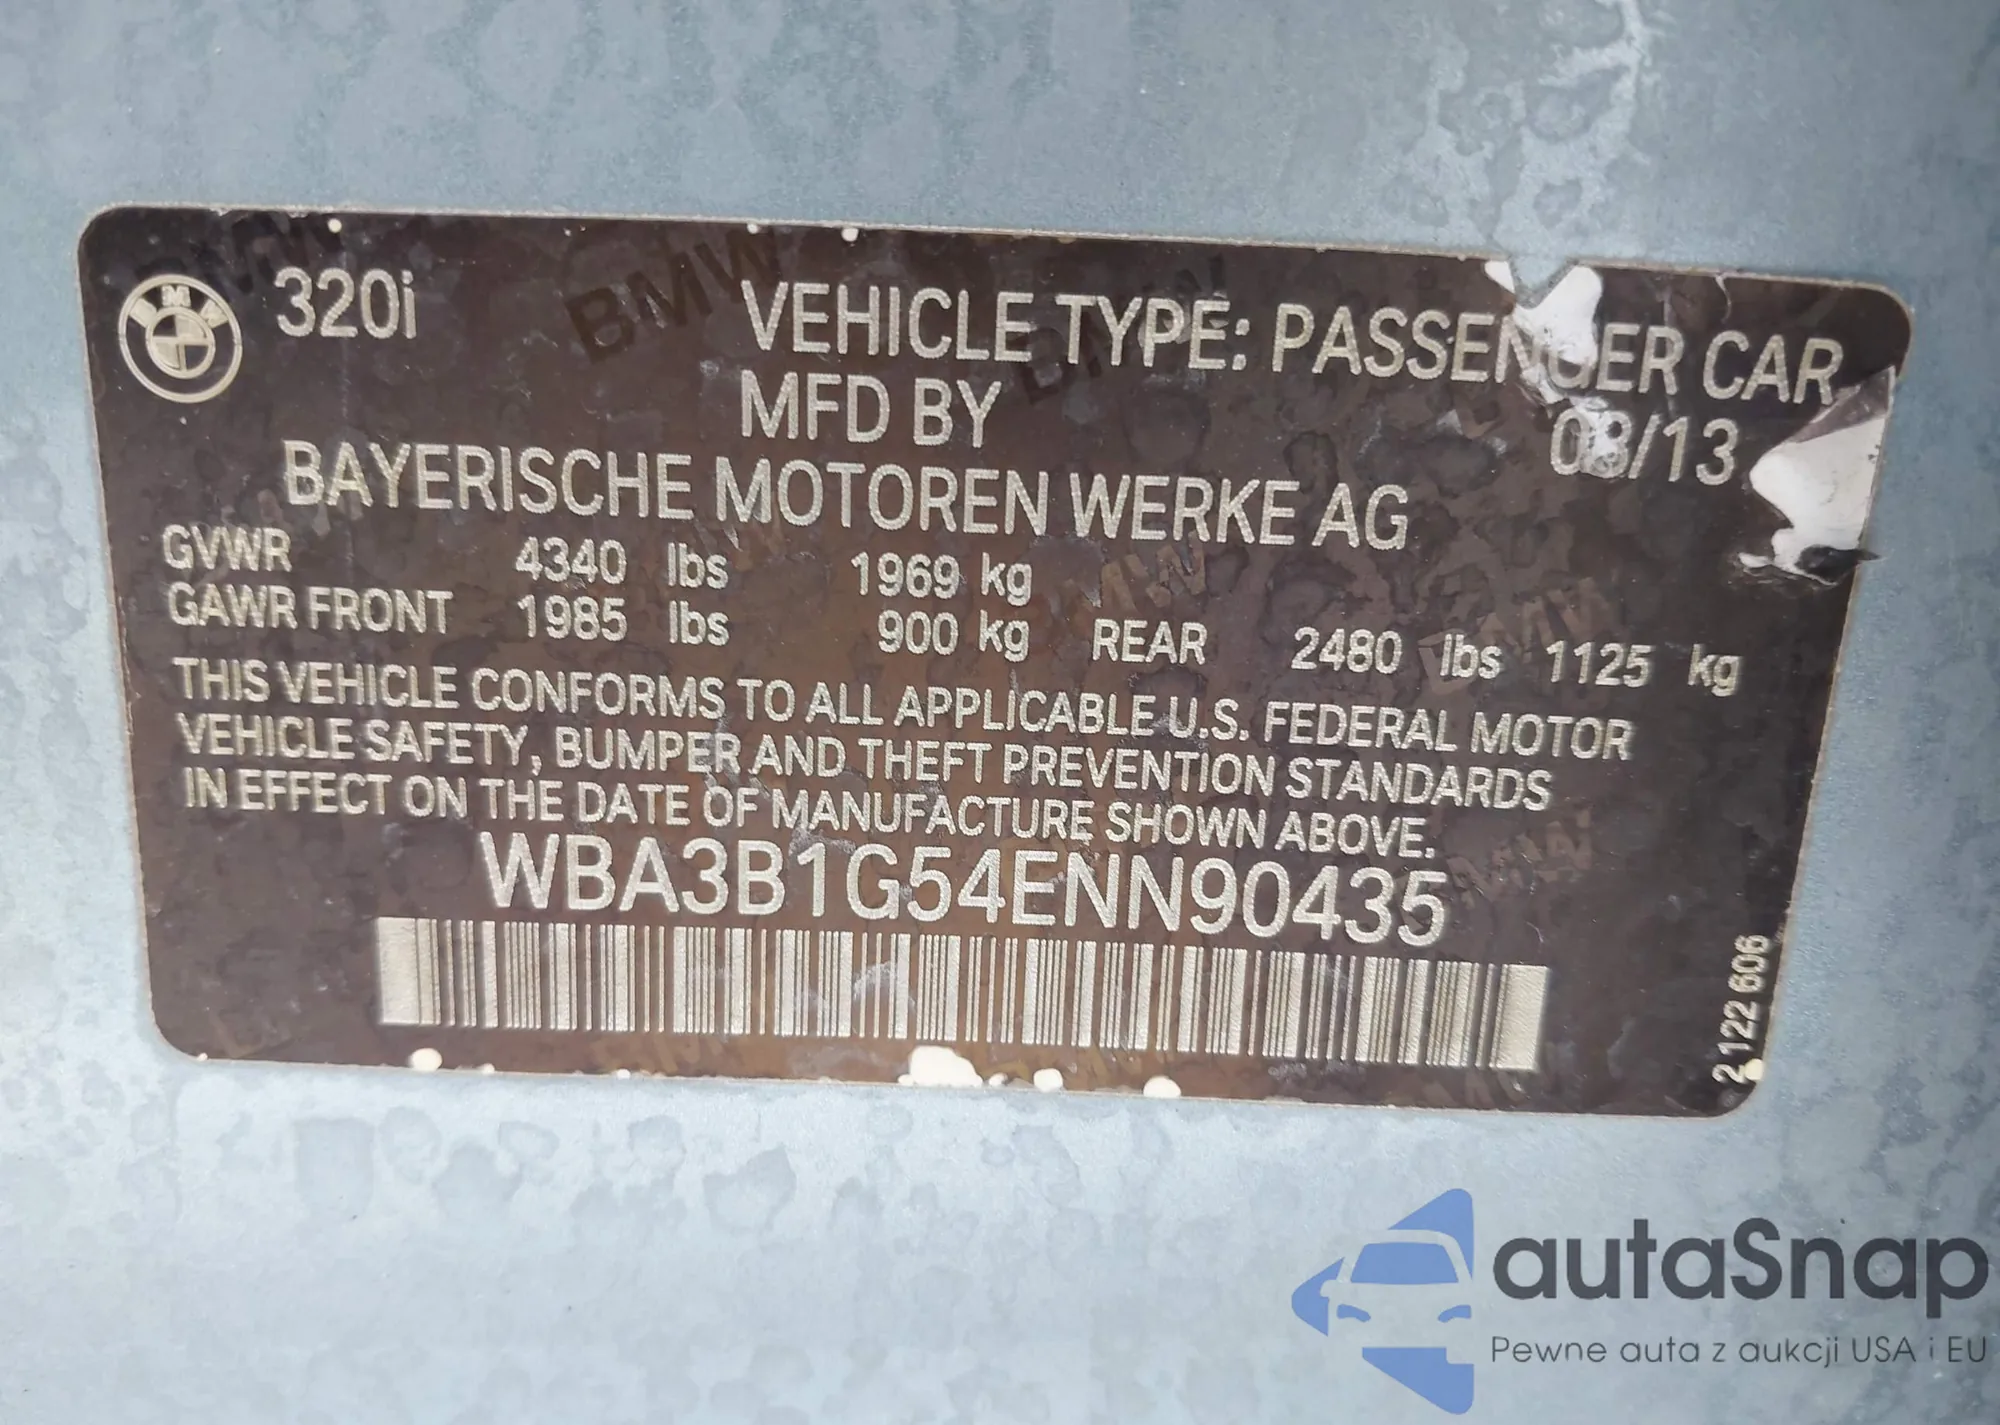 BMW
320i VEHICLE TYPE: PASSENGER CAR
MFD BY 08/13
BAYERISCHE MOTOREN WERKE AG
GVWR 4340 lbs 1969 kg
GAWR FRONT 1985 lbs 900 kg REAR 2480 lbs 1125 kg
THIS VEHICLE CONFORMS TO ALL APPLICABLE U.S. FEDERAL MOTOR
VEHICLE SAFETY, BUMPER AND THEFT PREVENTION STANDARDS
IN EFFECT ON THE DATE OF MANUFACTURE SHOWN ABOVE.
WBA3B1G54ENN90435
2 122 606
autaSnap
Pewne auta z aukcji USA i EU